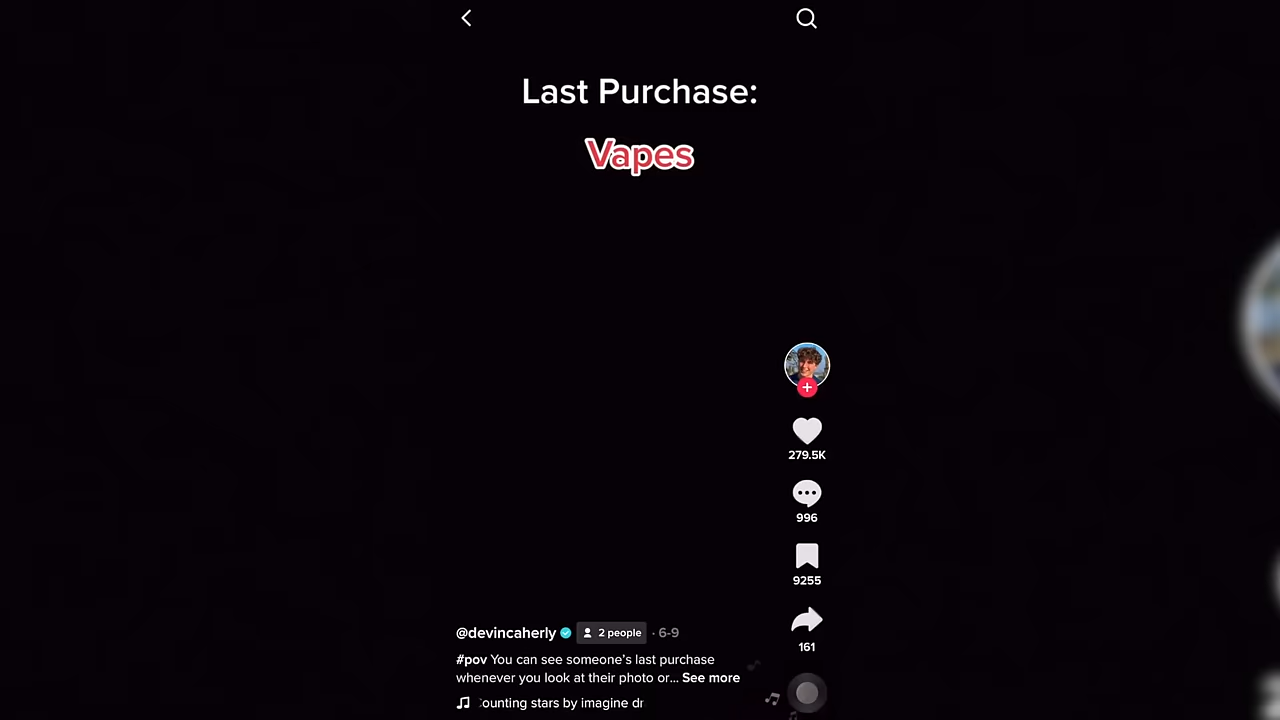 Last Purchase:
Vapes
279.5K
996
9255
161
@devincaherly 2 people · 6-9
#pov You can see someone's last purchase
whenever you look at their photo or... See more
ounting stars by imagine dr